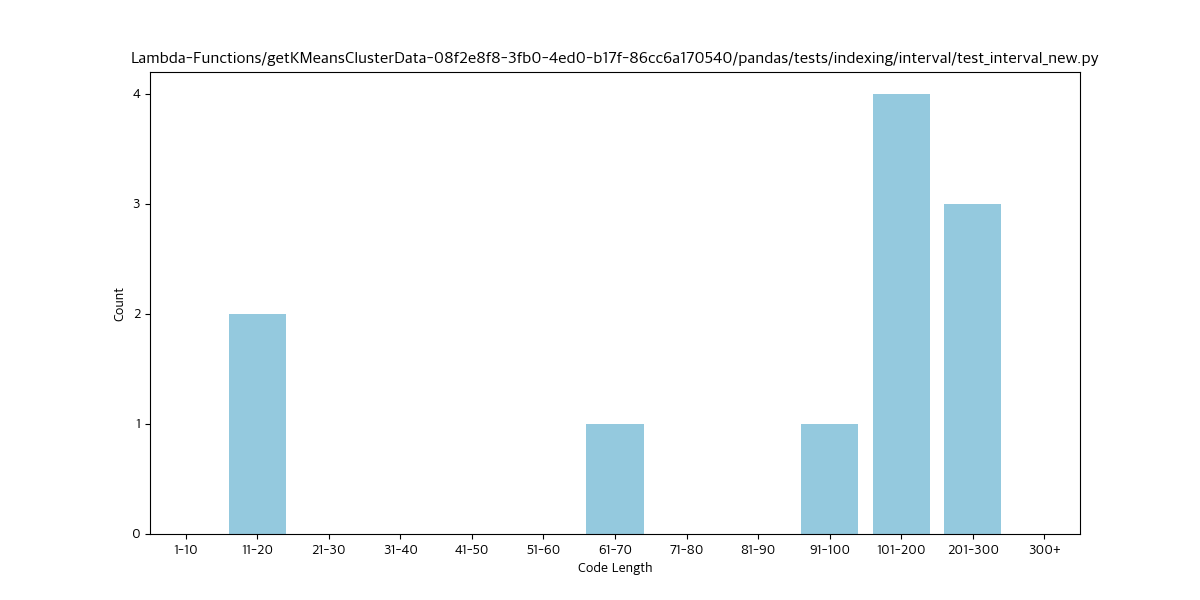 Lambda-Functions/getKMeansClusterData-08f2e8f8-3fb0-4ed0-b17f-86cc6a170540/pandas/tests/indexing/interval/test_interval_new.py
4
3
2
1
0
Count
1-10 11-20 21-30 31-40 41-50 51-60 61-70 71-80 81-90 91-100 101-200 201-300 300+
Code Length